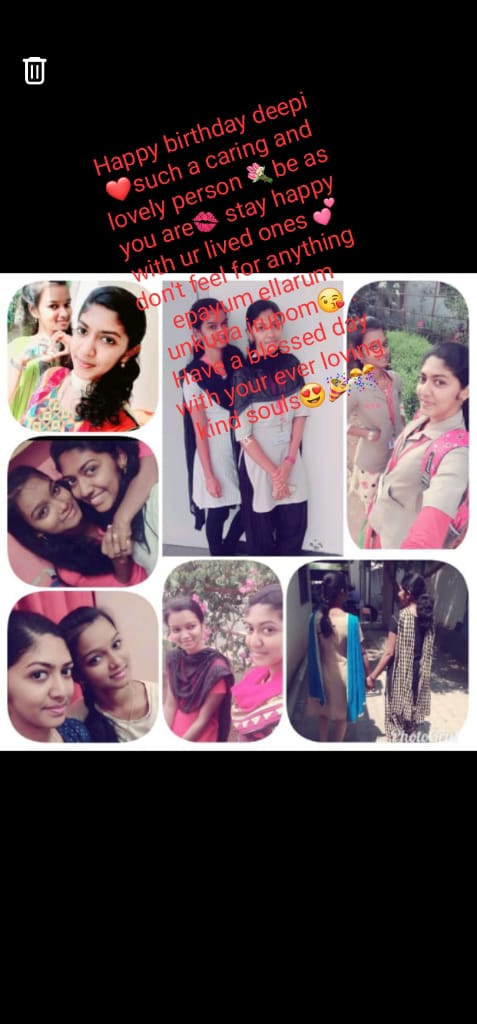 Happy birthday deepi
❤️such a caring and
lovely person 💐be as
you are💋 stay happy
with ur lived ones 💕
don't feel for anything
epayum ellarum
unkuda irupom😘
Have a blessed day
with your ever loving
kind souls😍🎉🎊
PhotoGrid